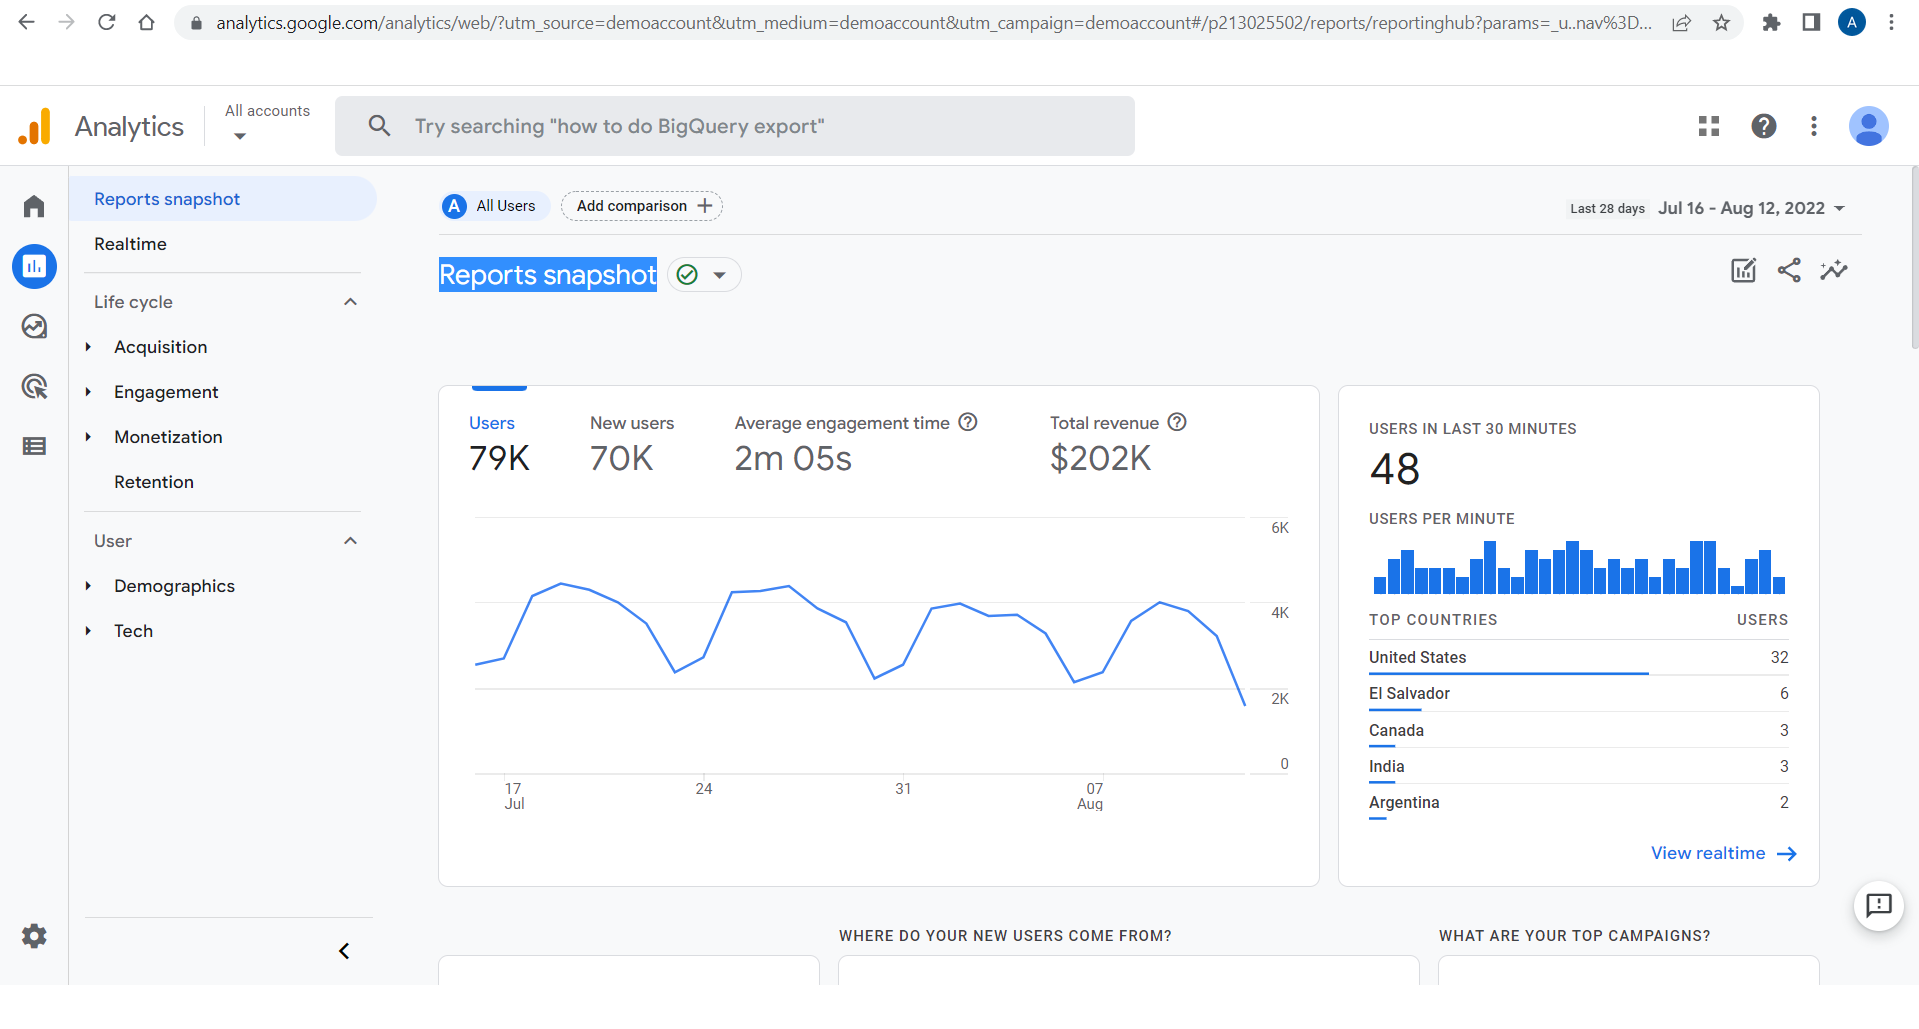 analytics.google.com/analytics/web/?utm_source=demoaccount&utm_medium=demoaccount&utm_campaign=demoaccount#/p213025502/reports/reportinghub?params=_u..nav%3D...
A
Analytics
All accounts
Try searching "how to do BigQuery export"
Reports snapshot
Realtime
Life cycle
Acquisition
Engagement
Monetization
Retention
User
Demographics
Tech
A All Users
Add comparison
Last 28 days Jul 16 - Aug 12, 2022
Reports snapshot
Users
79K
New users
70K
Average engagement time
2m 05s
Total revenue
$202K
6K
4K
2K
0
17
Jul
24
31
07
Aug
USERS IN LAST 30 MINUTES
48
USERS PER MINUTE
TOP COUNTRIES USERS
United States 32
El Salvador 6
Canada 3
India 3
Argentina 2
View realtime
WHERE DO YOUR NEW USERS COME FROM?
WHAT ARE YOUR TOP CAMPAIGNS?